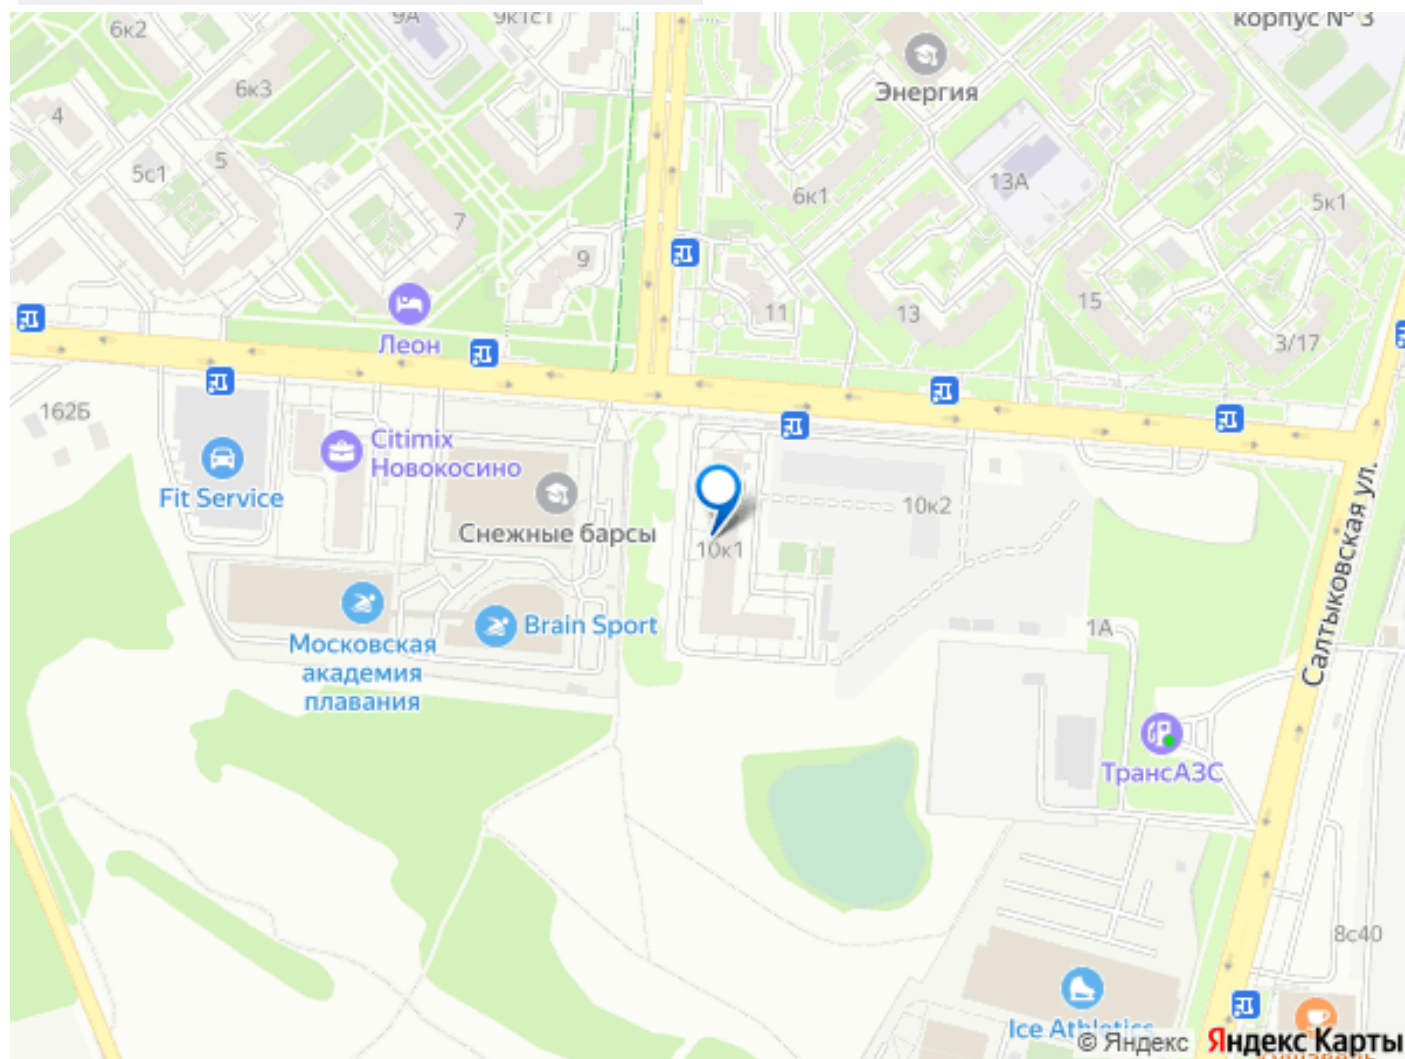 корпус № 3
6к2
9А
9к1с1
Энергия
6к3
4
5с1
5
13А
6к1
5к1
7
9
11
13
15
3/17
Леон
162Б
Citimix
Новокосино
Fit Service
Снежные барсы
10к2
10к1
Салтыковская ул.
Brain Sport
1А
Московская
академия
плавания
ТрансАЗС
8с40
Ice Athletics
© Яндекс
Яндекс Карты